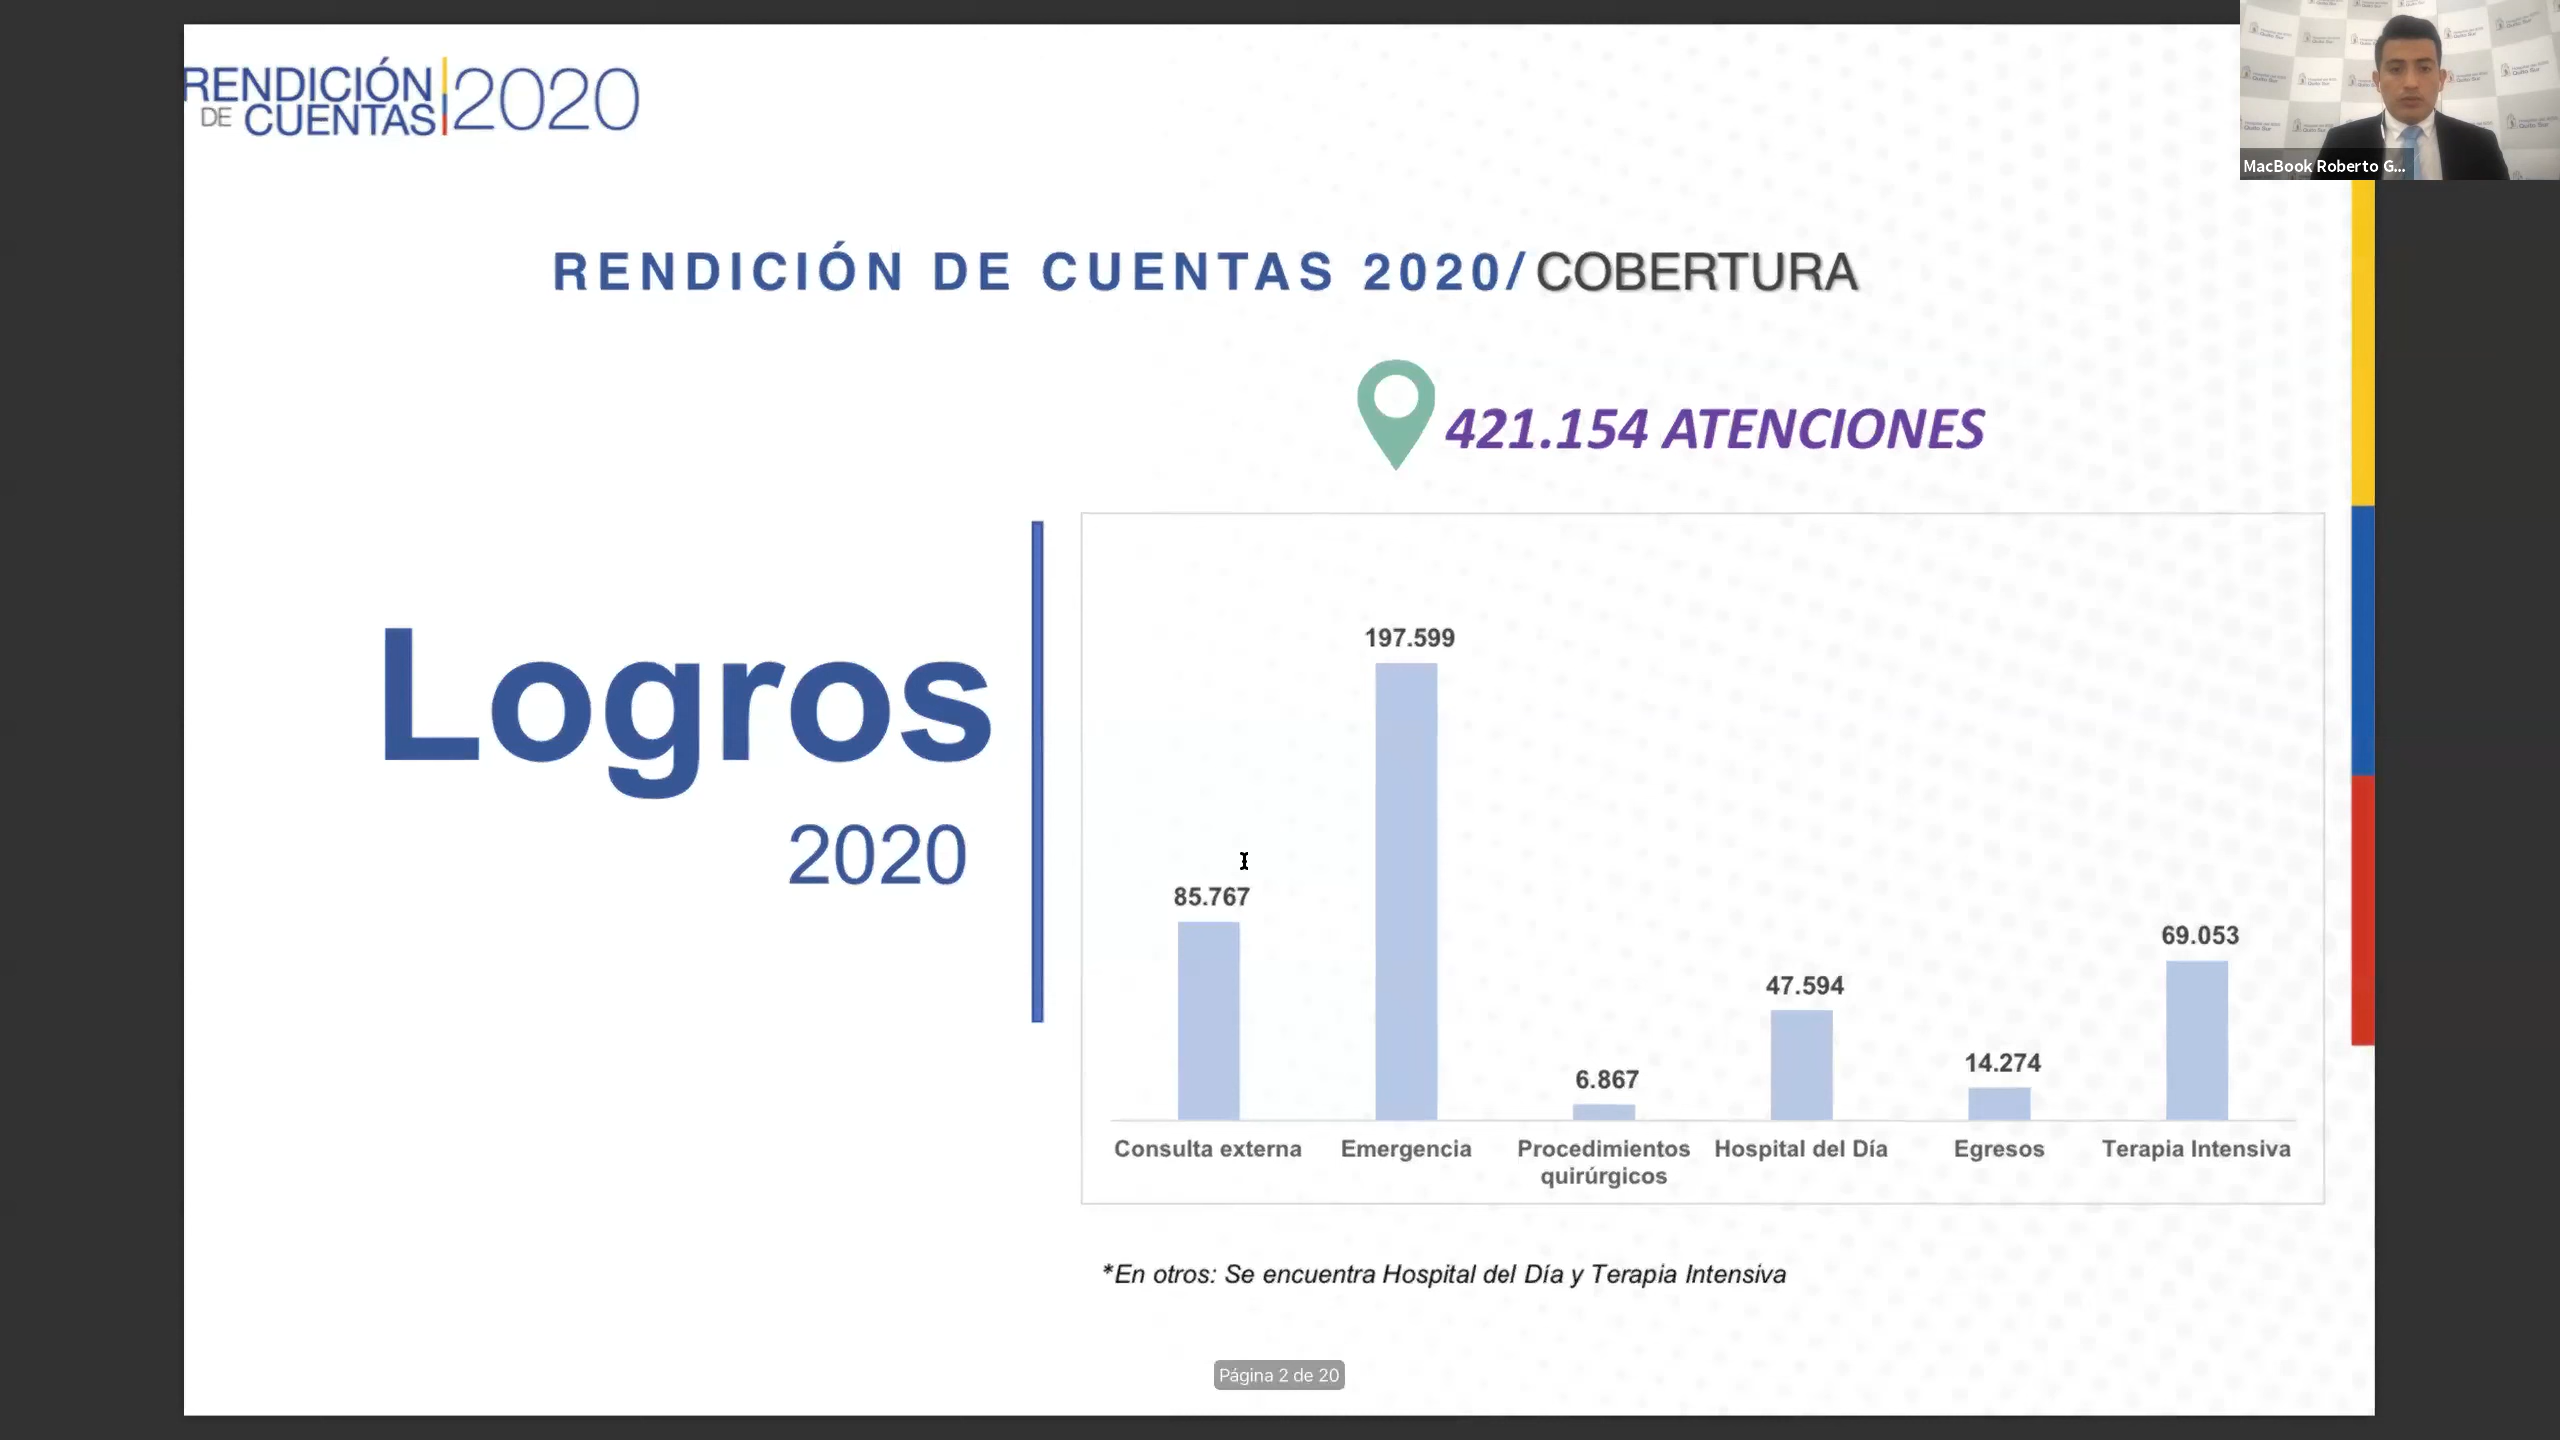 RENDICIÓN
DE CUENTAS 2020
MacBook Roberto G...
RENDICIÓN DE CUENTAS 2020/COBERTURA
421.154 ATENCIONES
Logros
2020
197.599
85.767
69.053
47.594
14.274
6.867
Consulta externa Emergencia Procedimientos quirúrgicos Hospital del Día Egresos Terapia Intensiva
*En otros: Se encuentra Hospital del Día y Terapia Intensiva
Página 2 de 20